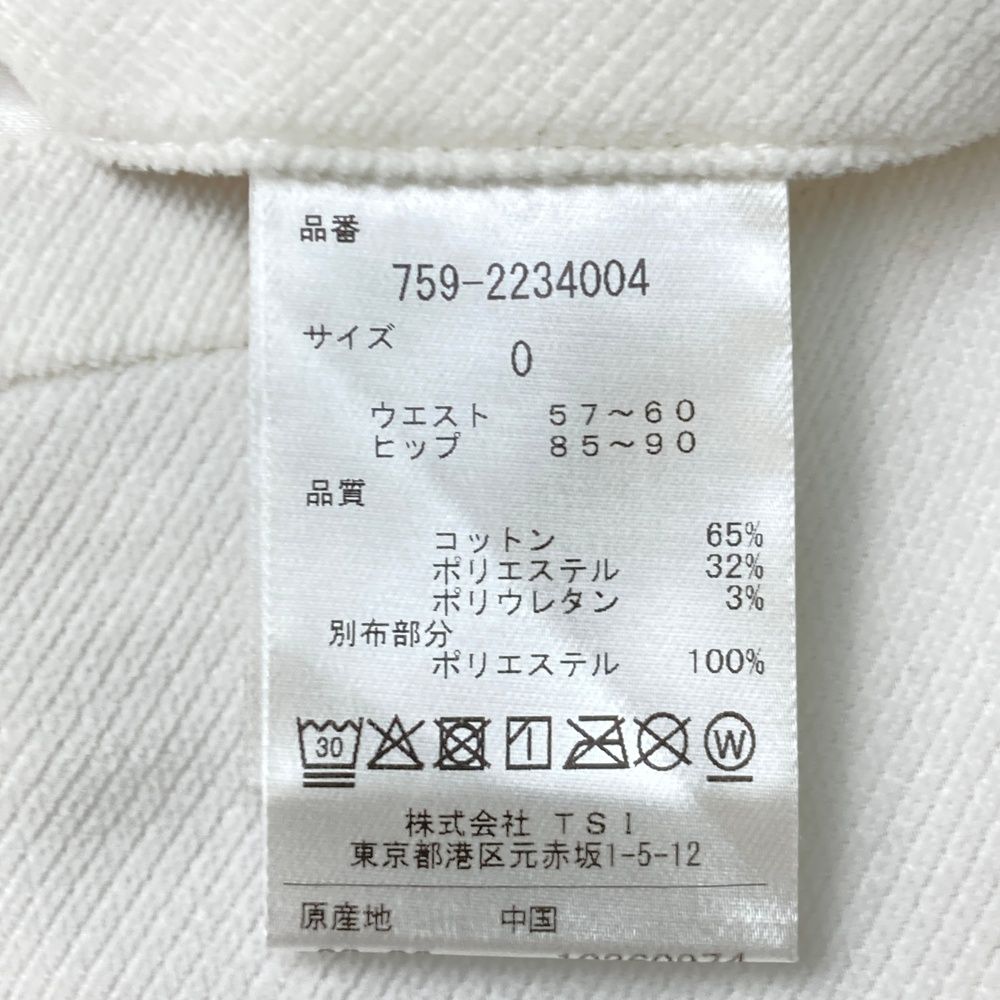 品番
759-2234004
サイズ
0
ウエスト 57～60
ヒップ 85～90
品質
コットン 65%
ポリエステル 32%
ポリウレタン 3%
別布部分
ポリエステル 100%
30 W
株式会社 TSI
東京都港区元赤坂1-5-12
原産地 中国